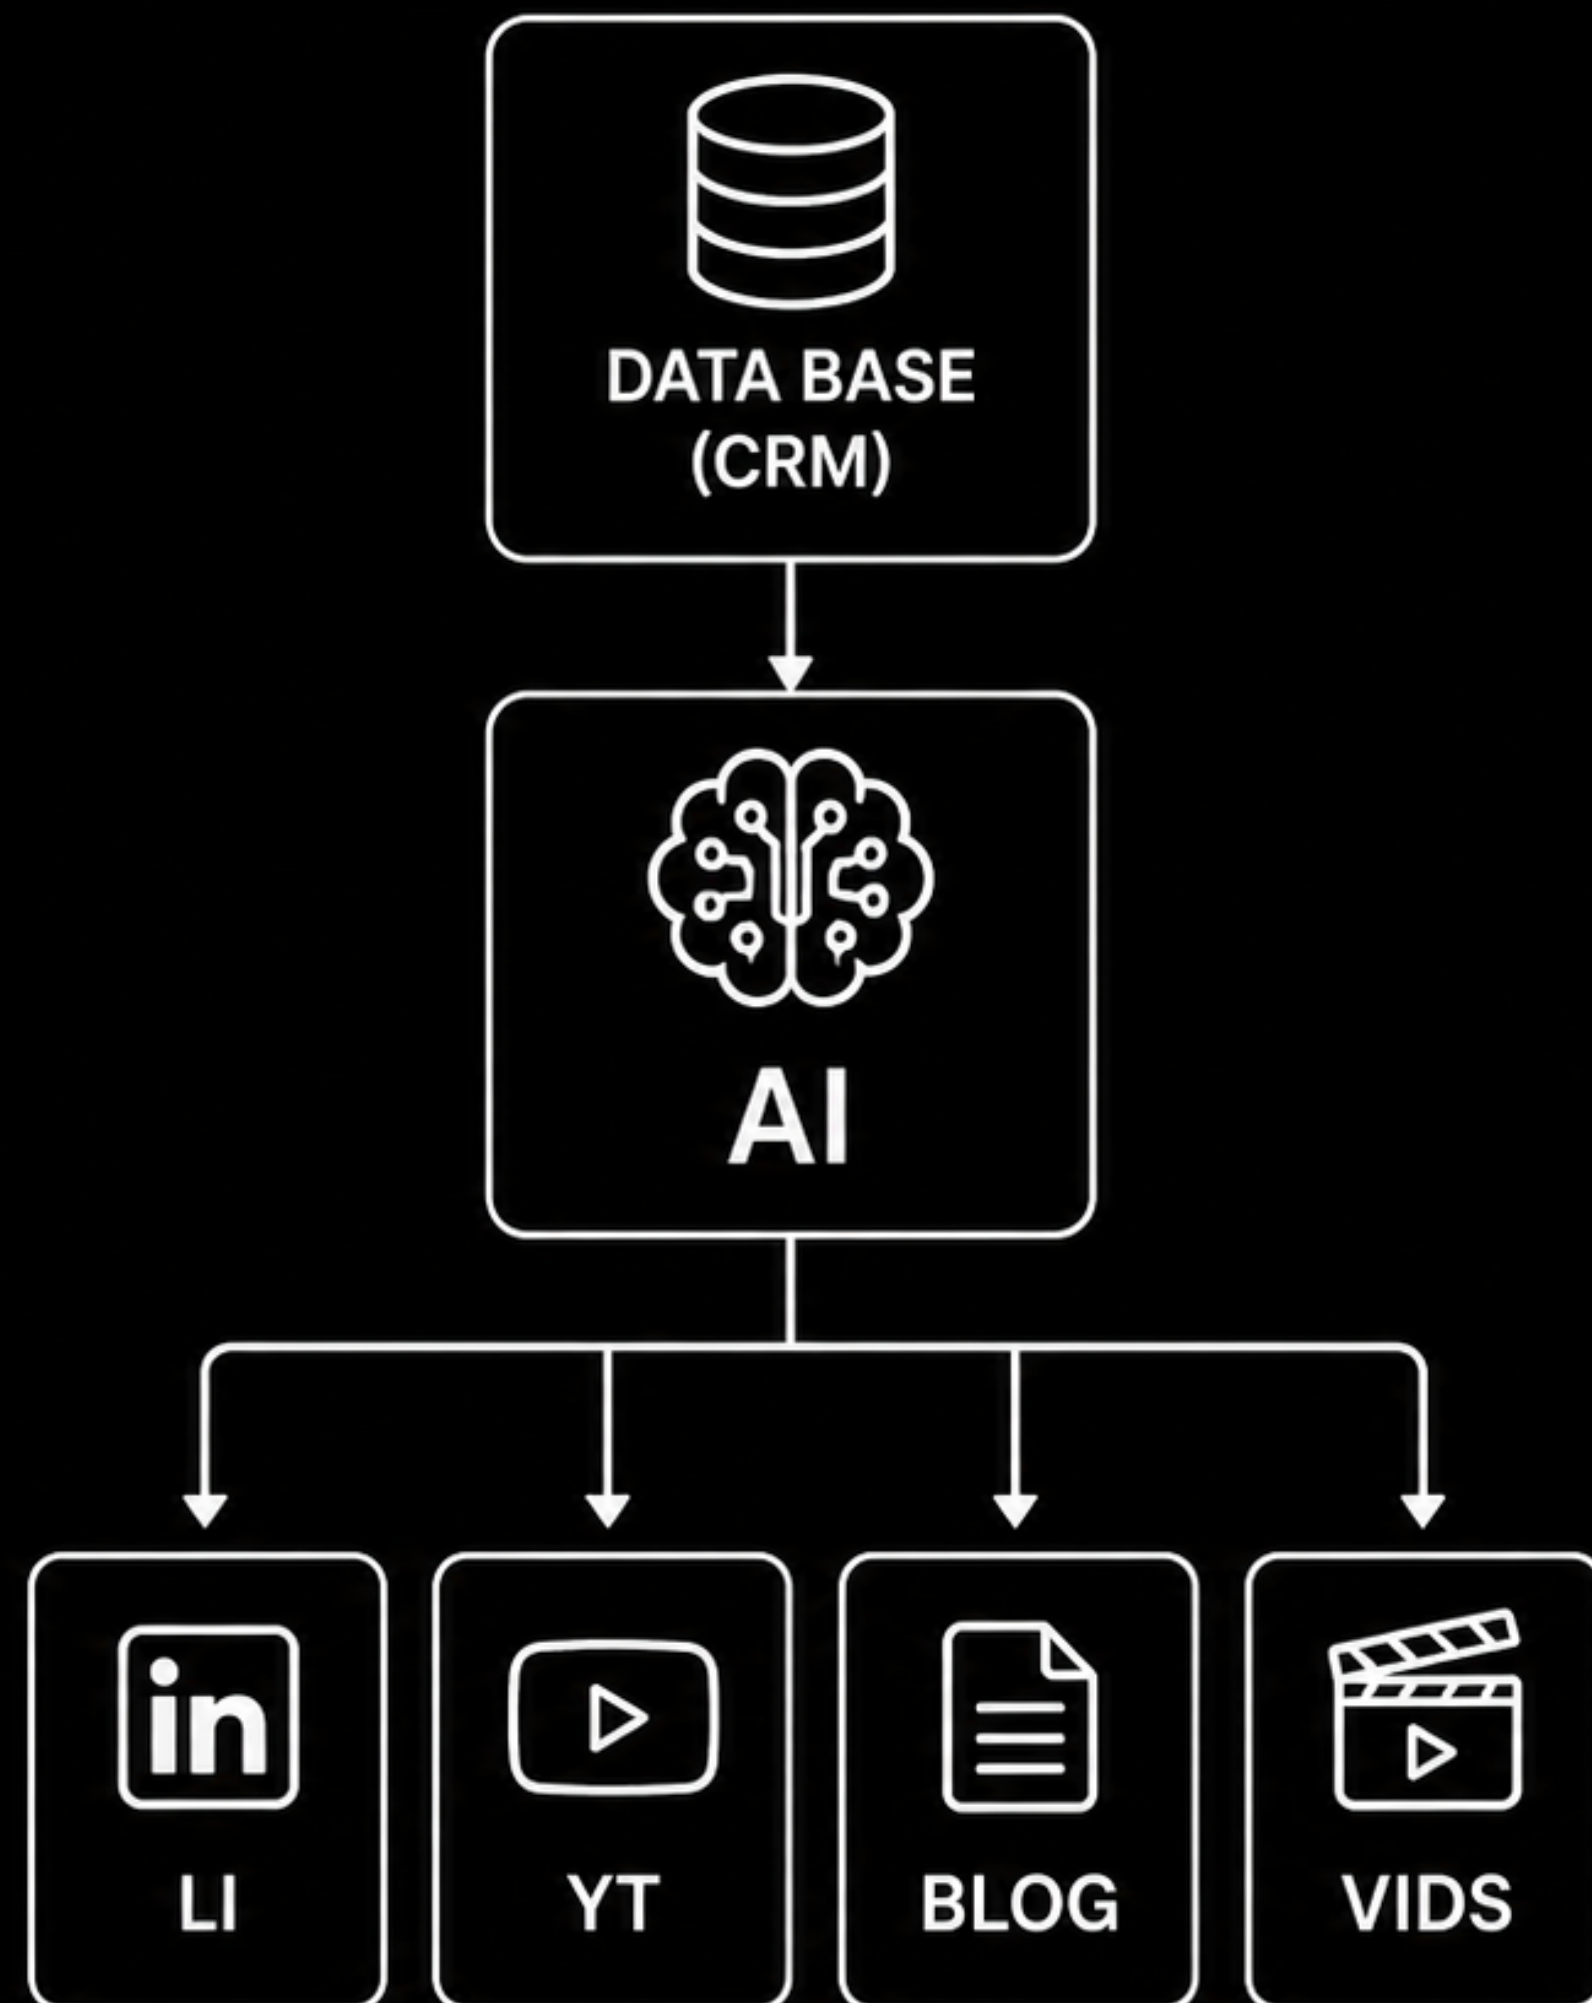 DATA BASE
(CRM)
AI
in
LI
YT
BLOG
VIDS